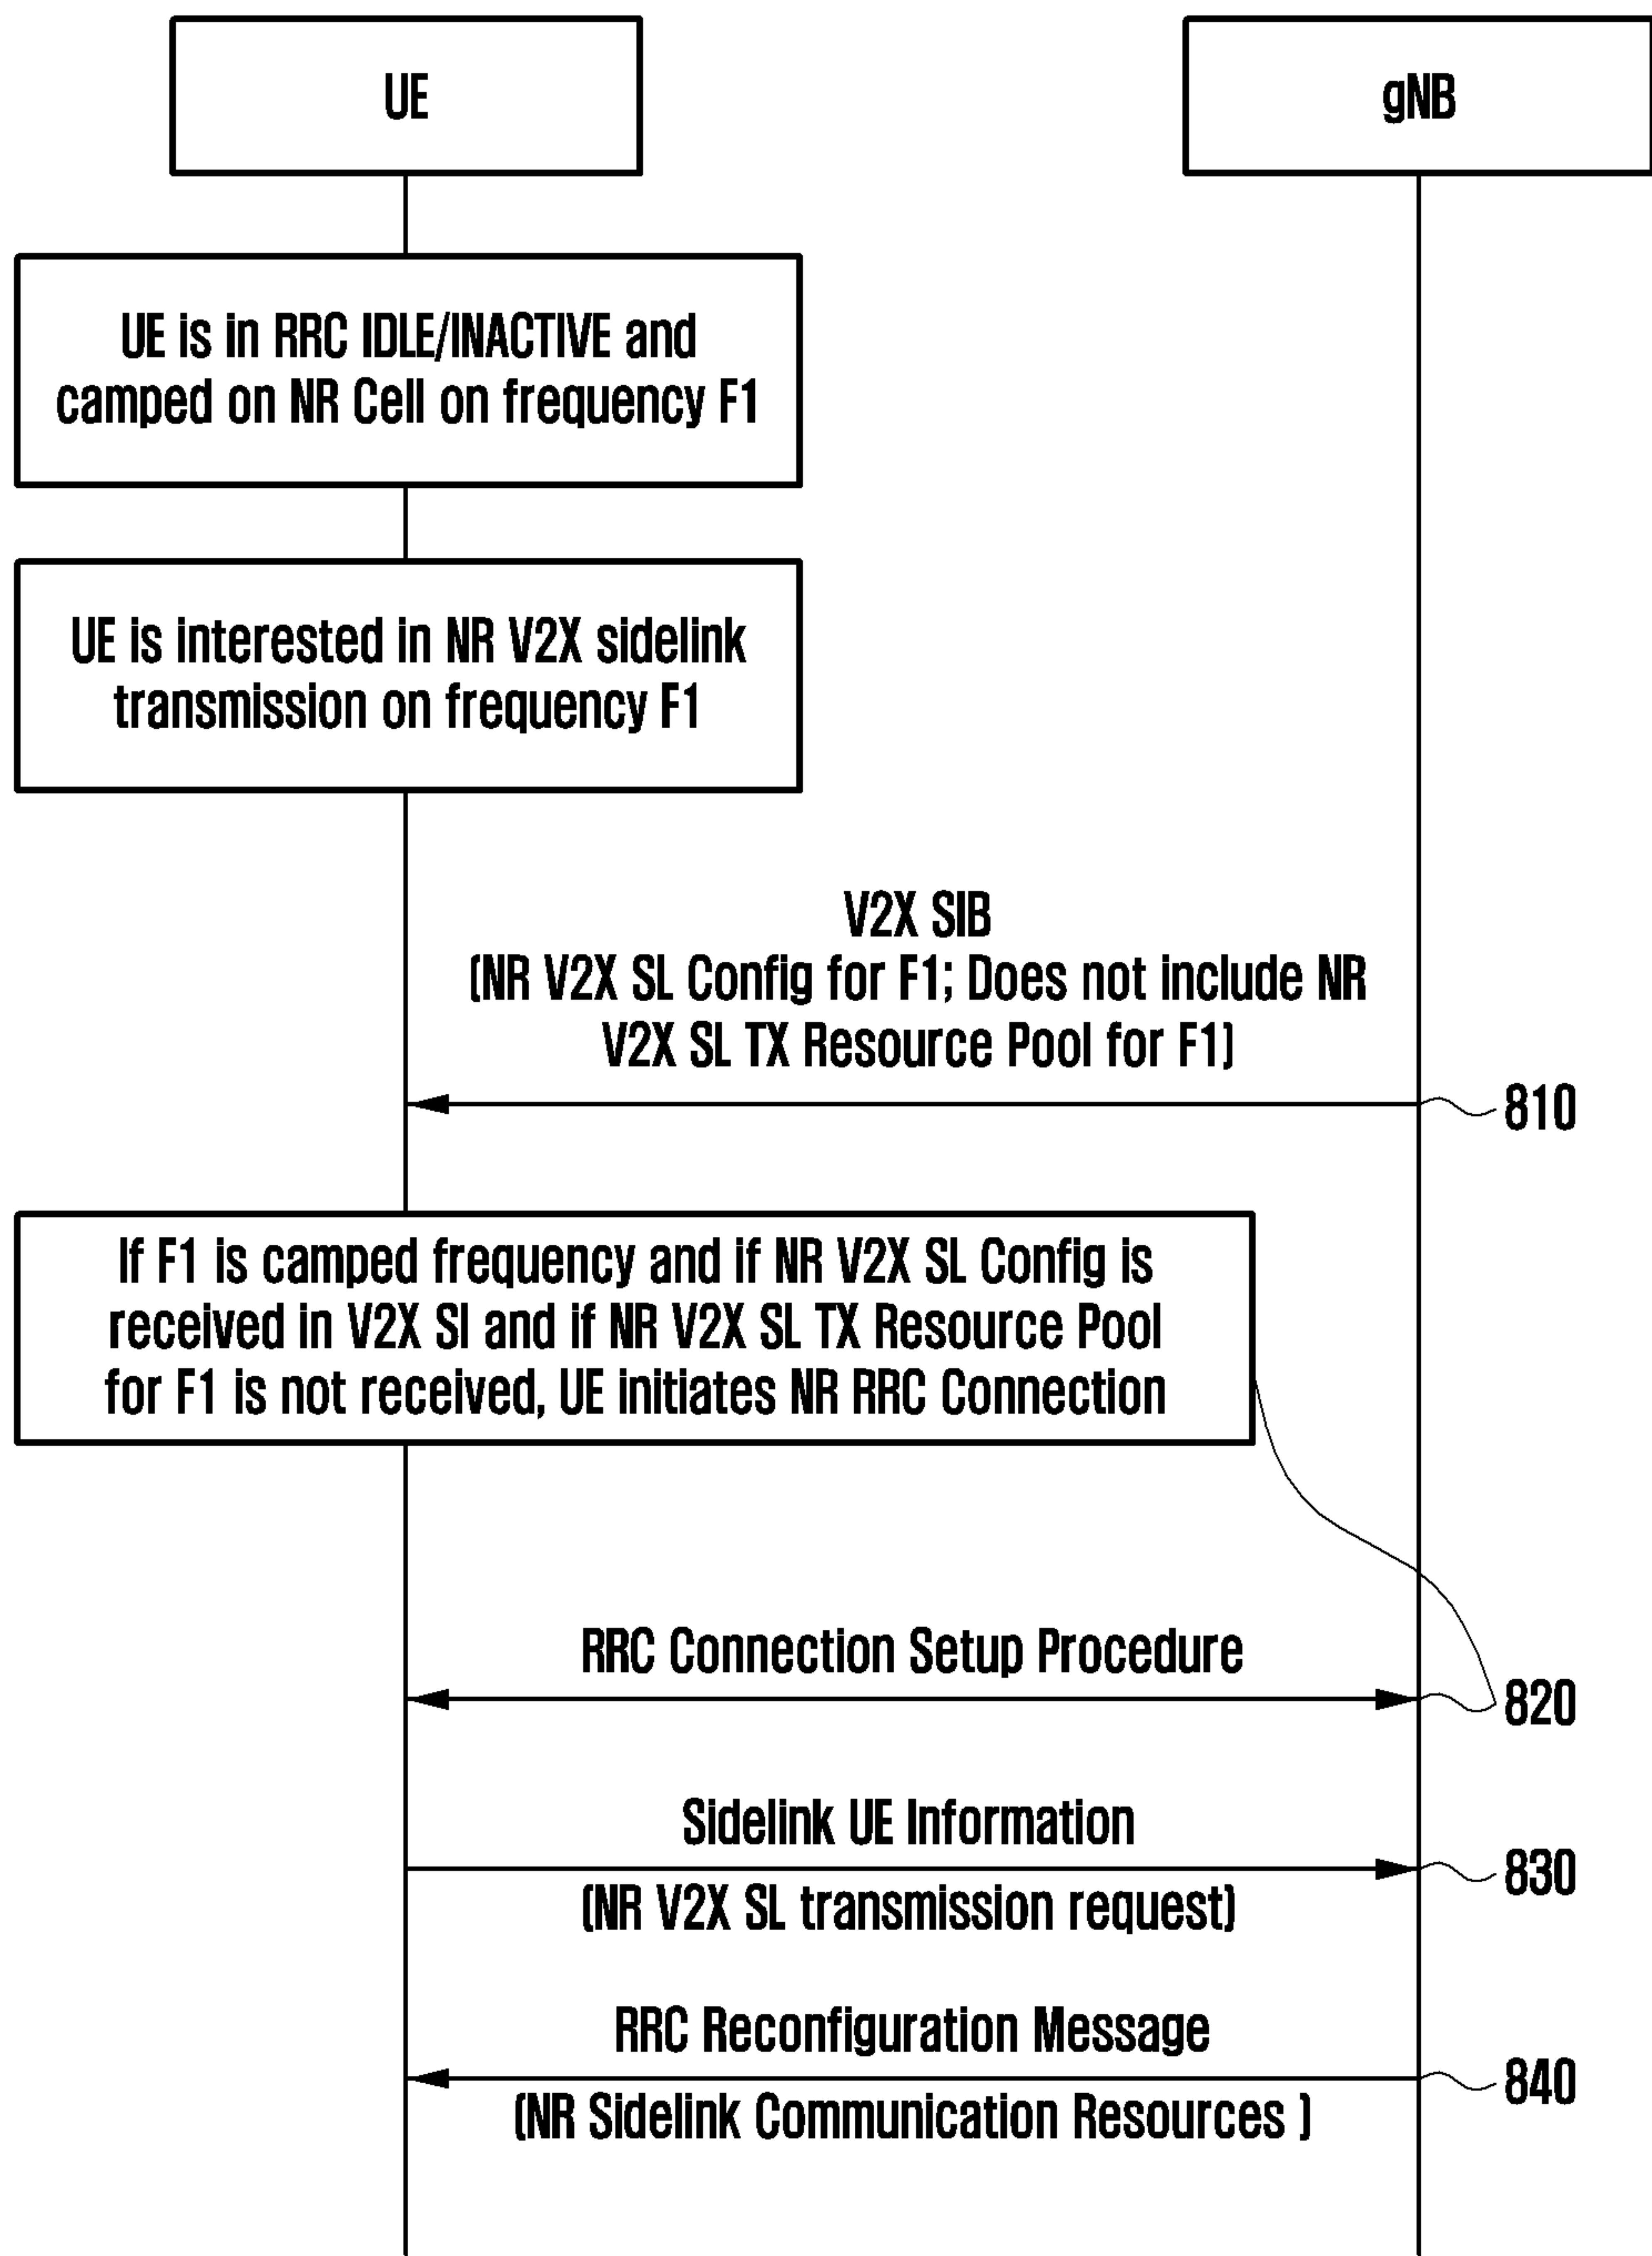 UE
gNB
UE is in RRC IDLE/INACTIVE and
camped on NR Cell on frequency F1
UE is interested in NR V2X sidelink
transmission on frequency F1
V2X SIB
(NR V2X SL Config for F1; Does not include NR
V2X SL TX Resource Pool for F1)
810
If F1 is camped frequency and if NR V2X SL Config is
received in V2X SI and if NR V2X SL TX Resource Pool
for F1 is not received, UE initiates NR RRC Connection
RRC Connection Setup Procedure
820
Sidelink UE Information
830
(NR V2X SL transmission request)
RRC Reconfiguration Message
840
(NR Sidelink Communication Resources )